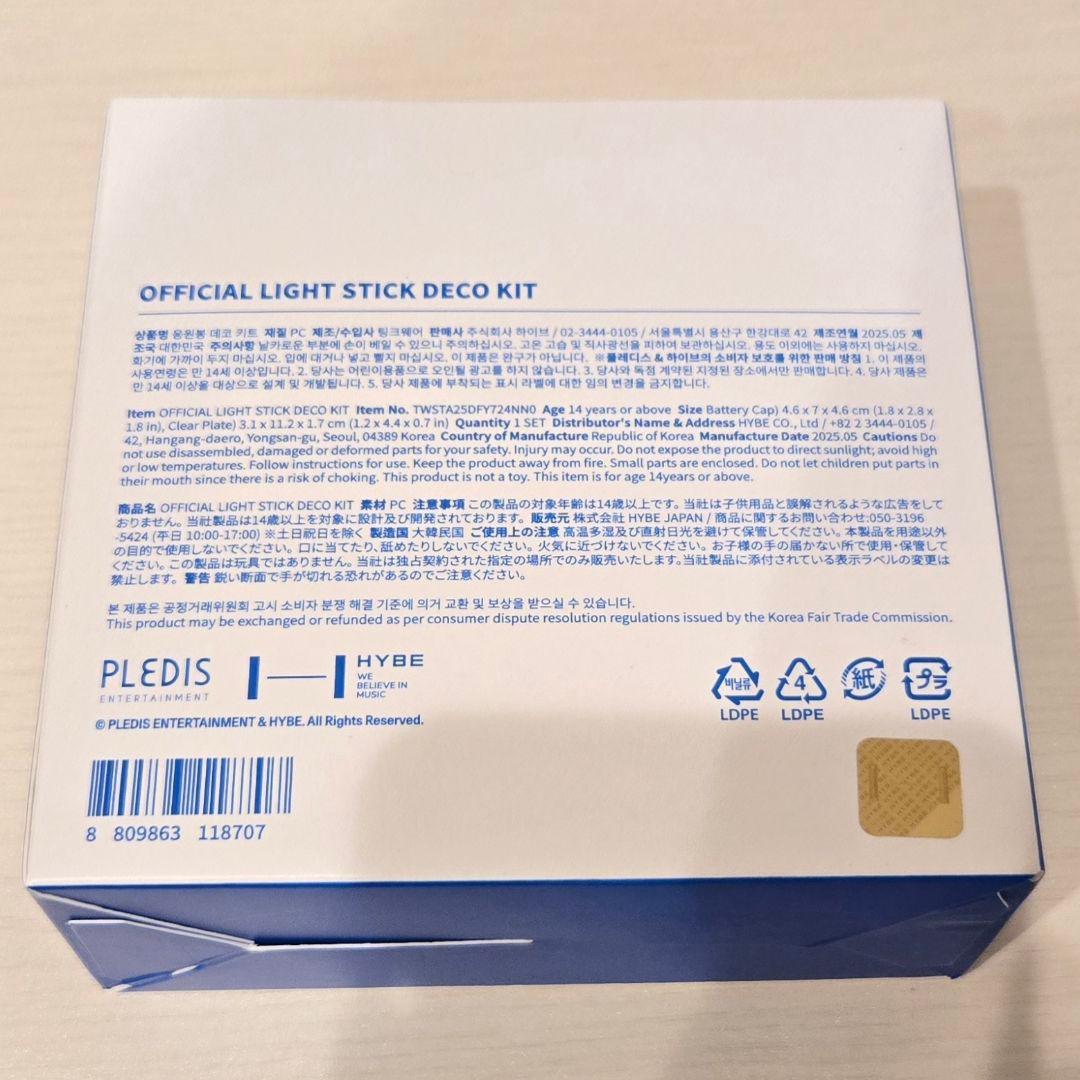 OFFICIAL LIGHT STICK DECO KIT
상품명 응원봉 데코 키트 재질 PC 제조/수입사 팅크웨어 판매사 주식회사 하이브 / 02-3444-0105 / 서울특별시 용산구 한강대로 42 제조연월 2025.05 제
조국 대한민국 주의사항 날카로운 부분에 손이 베일 수 있으니 주의하십시오. 고온 고습 및 직사광선을 피하여 보관하십시오. 용도 이외에는 사용하지 마십시오.
화기에 가까이 두지 마십시오. 입에 대거나 넣고 빨지 마십시오. 이 제품은 완구가 아닙니다. ※플레디스 & 하이브의 소비자 보호를 위한 판매 방침 1. 이 제품의
사용연령은 만 14세 이상입니다. 2. 당사는 어린이용품으로 오인될 광고를 하지 않습니다. 3. 당사와 독점 계약된 지정된 장소에서만 판매합니다. 4. 당사 제품은
만 14세 이상을 대상으로 설계 및 개발됩니다. 5. 당사 제품에 부착되는 표시 라벨에 대한 임의 변경을 금지합니다.
Item OFFICIAL LIGHT STICK DECO KIT Item No. TWSTA25DFY724NN0 Age 14 years or above Size Battery Cap) 4.6 x 7 x 4.6 cm (1.8 x 2.8 x
1.8 in), Clear Plate) 3.1 x 11.2 x 1.7 cm (1.2 x 4.4 x 0.7 in) Quantity 1 SET Distributor's Name & Address HYBE CO., Ltd / +82 2 3444-0105 /
42, Hangang-daero, Yongsan-gu, Seoul, 04389 Korea Country of Manufacture Republic of Korea Manufacture Date 2025.05 Cautions Do
not use disassembled, damaged or deformed parts for your safety. Injury may occur. Do not expose the product to direct sunlight; avoid high
or low temperatures. Follow instructions for use. Keep the product away from fire. Small parts are enclosed. Do not let children put parts in
their mouth since there is a risk of choking. This product is not a toy. This item is for age 14years or above.
商品名 OFFICIAL LIGHT STICK DECO KIT 素材 PC 注意事項 この製品の対象年齢は14歳以上です。当社は子供用品と誤解されるような広告をして
おりません。当社製品は14歳以上を対象に設計及び開発されております。販売元 株式会社 HYBE JAPAN / 商品に関するお問い合わせ:050-3196
-5424 (平日 10:00-17:00) ※土日祝日を除く 製造国 大韓民国 ご使用上の注意 高温多湿及び直射日光を避けて保管してください。本製品を用途以外
の目的で使用しないでください。口に当てたり、舐めたりしないでください。火気に近づけないでください。お子様の手の届かない所で使用・保管して
ください。この製品は玩具ではありません。当社は独占契約された指定の場所でのみ販売いたします。当社製品に添付されている表示ラベルの変更は
禁止します。警告 鋭い断面で手が切れる恐れがあるのでご注意ください。
본 제품은 공정거래위원회 고시 소비자 분쟁 해결 기준에 의거 교환 및 보상을 받으실 수 있습니다.
This product may be exchanged or refunded as per consumer dispute resolution regulations issued by the Korea Fair Trade Commission.
PLEDIS
ENTERTAINMENT
HYBE
WE
BELIEVE IN
MUSIC
© PLEDIS ENTERTAINMENT & HYBE. All Rights Reserved.
비닐류
LDPE
4
LDPE
紙
プラ
LDPE
8 809863 118707
HYBE HYBE HYBE